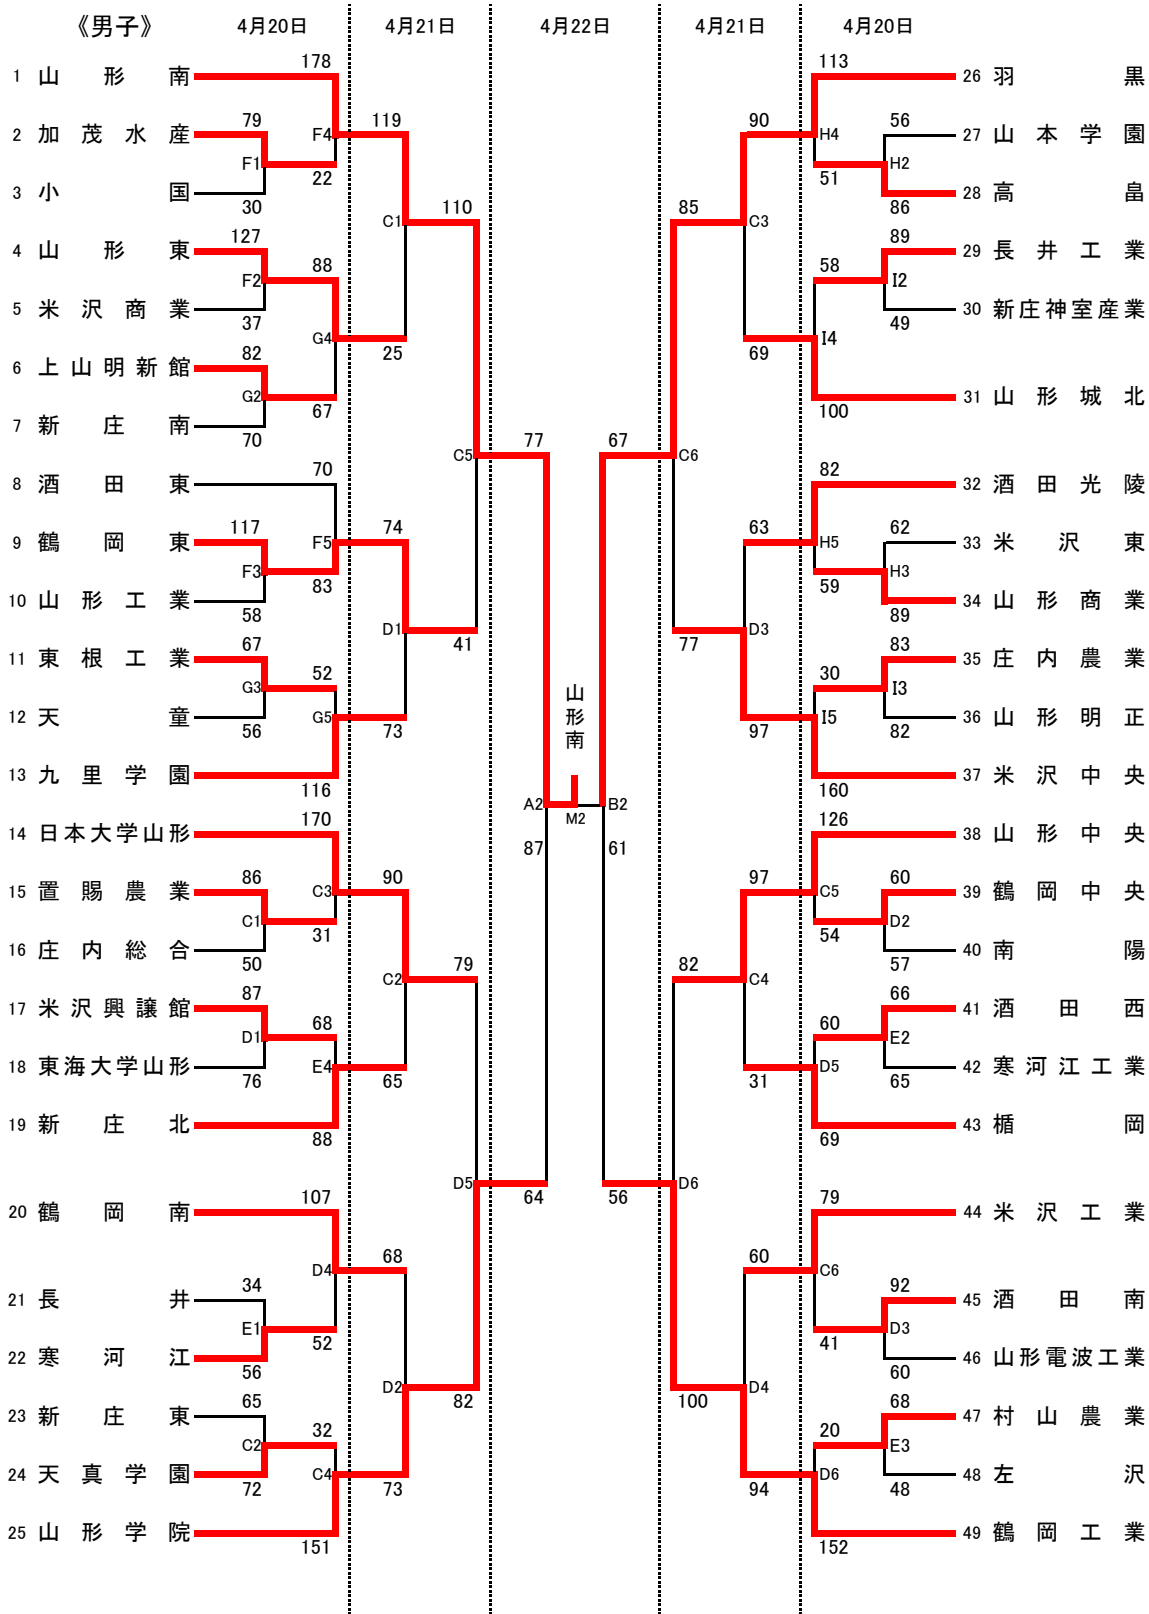 《男子》 4月20日 4月21日 4月22日 4月21日 4月20日
178 113
1 山形南 26 羽黒
79 119 90 56
2 加茂水産 F4 H4 27 山本学園
F1 22 51 H2
3 小国 28 高畠
30 110 85 86
127 C1 C3 89
4 山形東 88 58 29 長井工業
F2 I2
5 米沢商業 30 新庄神室産業
37 49
G4 I4
82 25 69
6 上山明新館 31 山形城北
G2 67 100
7 新庄南
70
77 67
70 C5 C6 82
8 酒田東 32 酒田光陵
117 74 63 62
9 鶴岡東 F5 H5 33 米沢東
F3 83 59 H3
10 山形工業 34 山形商業
58 89
D1 D3
67 41 77 83
11 東根工業 52 30 35 庄内農業
G3 I3
12 天童 G5 I5 36 山形明正
56 73 97 82
山形南
13 九里学園 37 米沢中央
116 160
A2 M2 B2
170 126
14 日本大学山形 38 山形中央
87 61
86 90 97 60
15 置賜農業 C3 C5 39 鶴岡中央
C1 31 54 D2
16 庄内総合 40 南陽
50 79 82 57
C2 C4
87 66
17 米沢興譲館 68 60 41 酒田西
D1 E2
18 東海大学山形 E4 D5 42 寒河江工業
76 65 31 65
19 新庄北 43 楯岡
88 69
D5 D6
64 56
107 79
20 鶴岡南 44 米沢工業
68 60
D4 C6
34 92
21 長井 45 酒田南
E1 52 41 D3
22 寒河江 46 山形電波工業
56 60
D2 D4
65 82 100 68
23 新庄東 32 20 47 村山農業
C2 E3
24 天真学園 C4 D6 48 左沢
72 73 94 48
25 山形学院 49 鶴岡工業
151 152